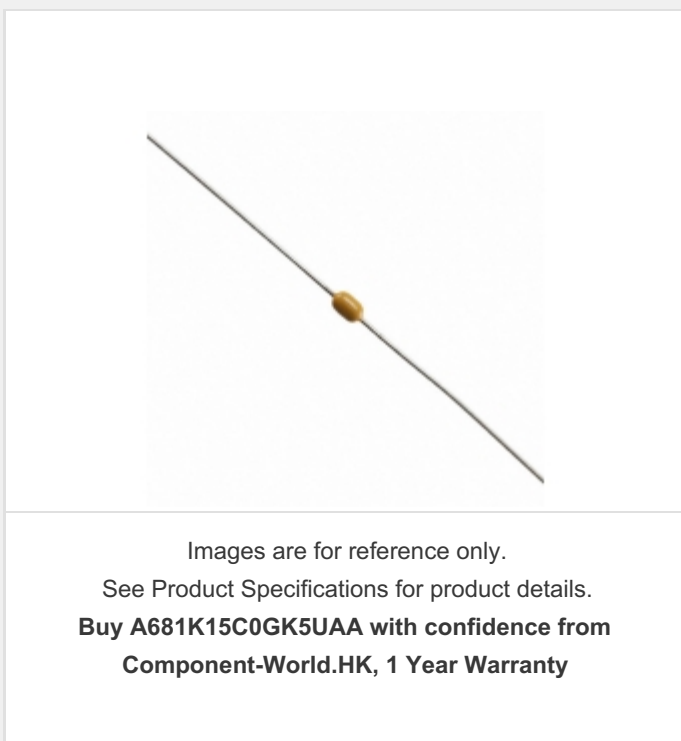 Images are for reference only.
See Product Specifications for product details.
Buy A681K15C0GK5UAA with confidence from
Component-World.HK, 1 Year Warranty